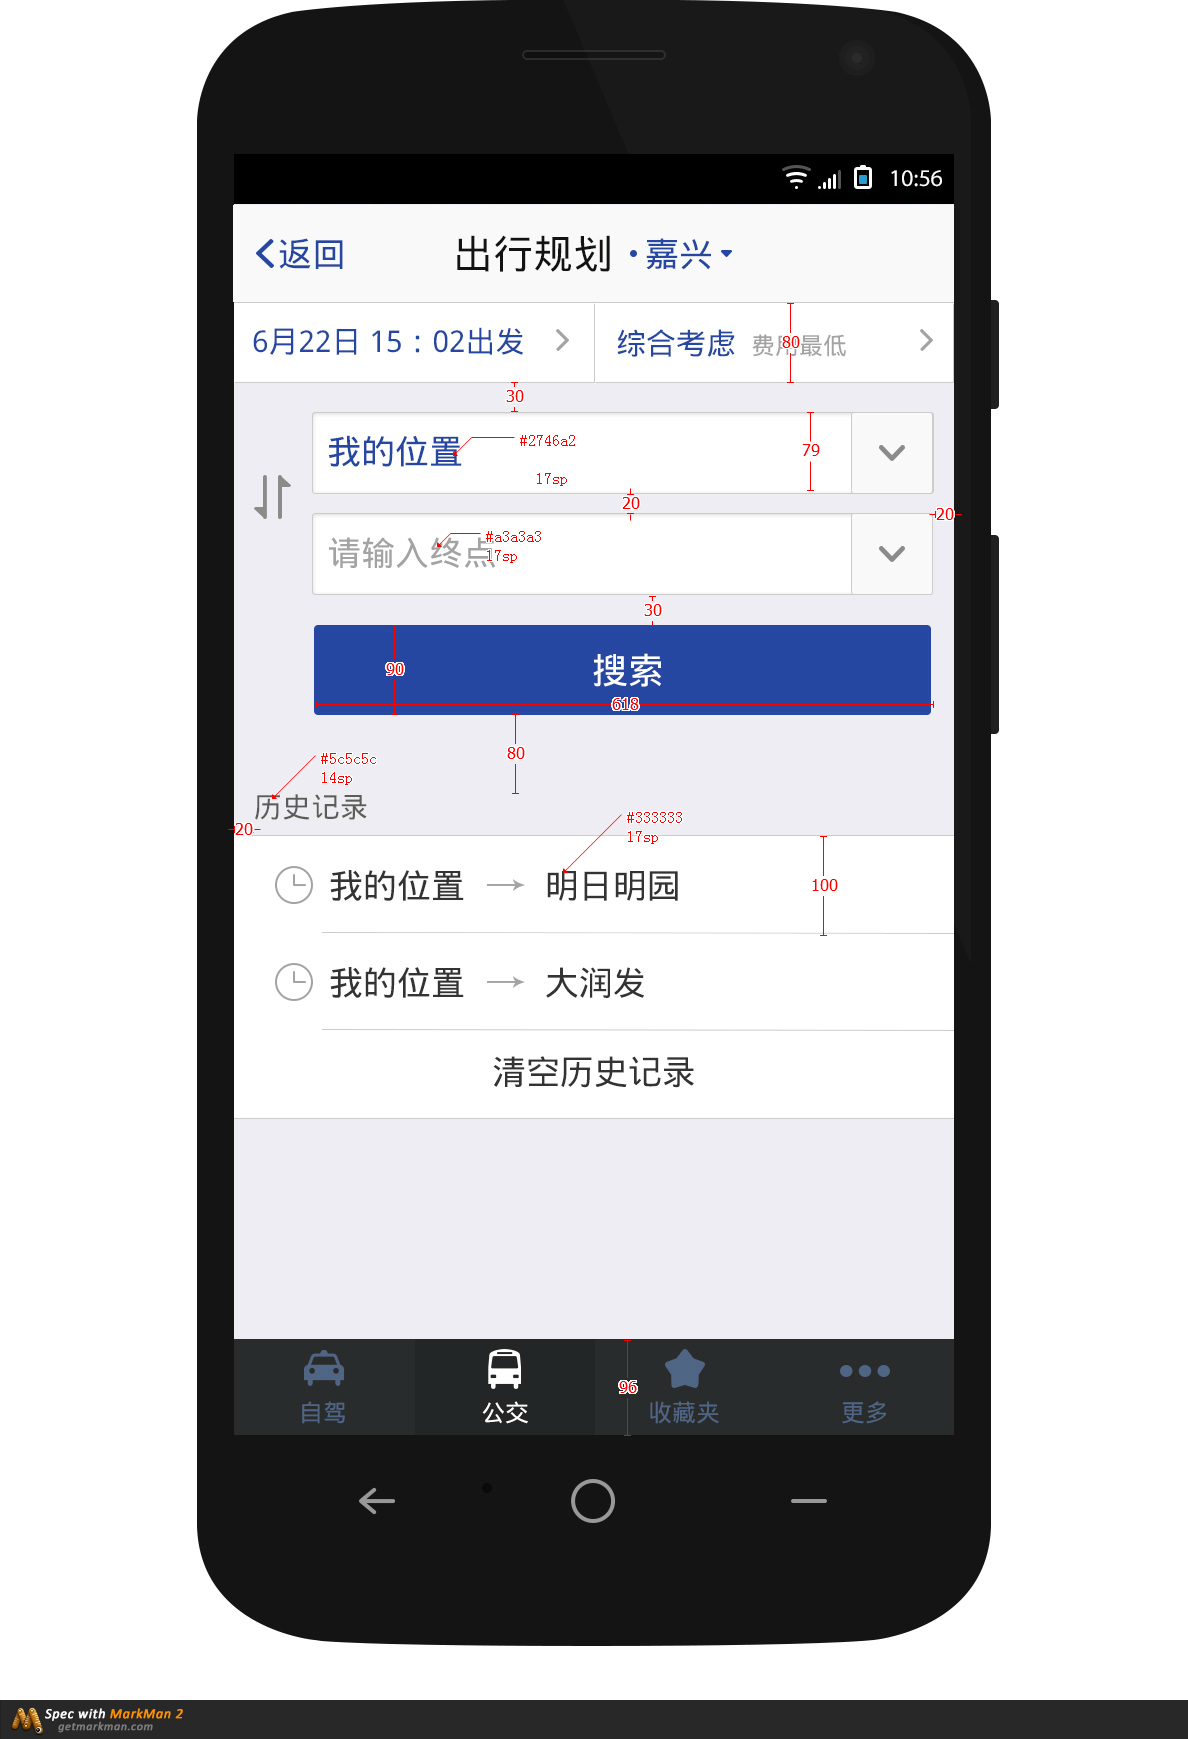 10:56
返回 出行规划 ·嘉兴
6月22日 15：02出发 综合考虑 费用最低
80
30
我的位置
#2746a2
17sp
79
20
20
请输入终点
#a3a3a3
17sp
30
搜索
90
618
80
#5c5c5c
14sp
历史记录
20
#333333
17sp
我的位置 → 明日明园
100
我的位置 → 大润发
清空历史记录
96
自驾 公交 收藏夹 更多
Spec with MarkMan 2
getmarkman.com